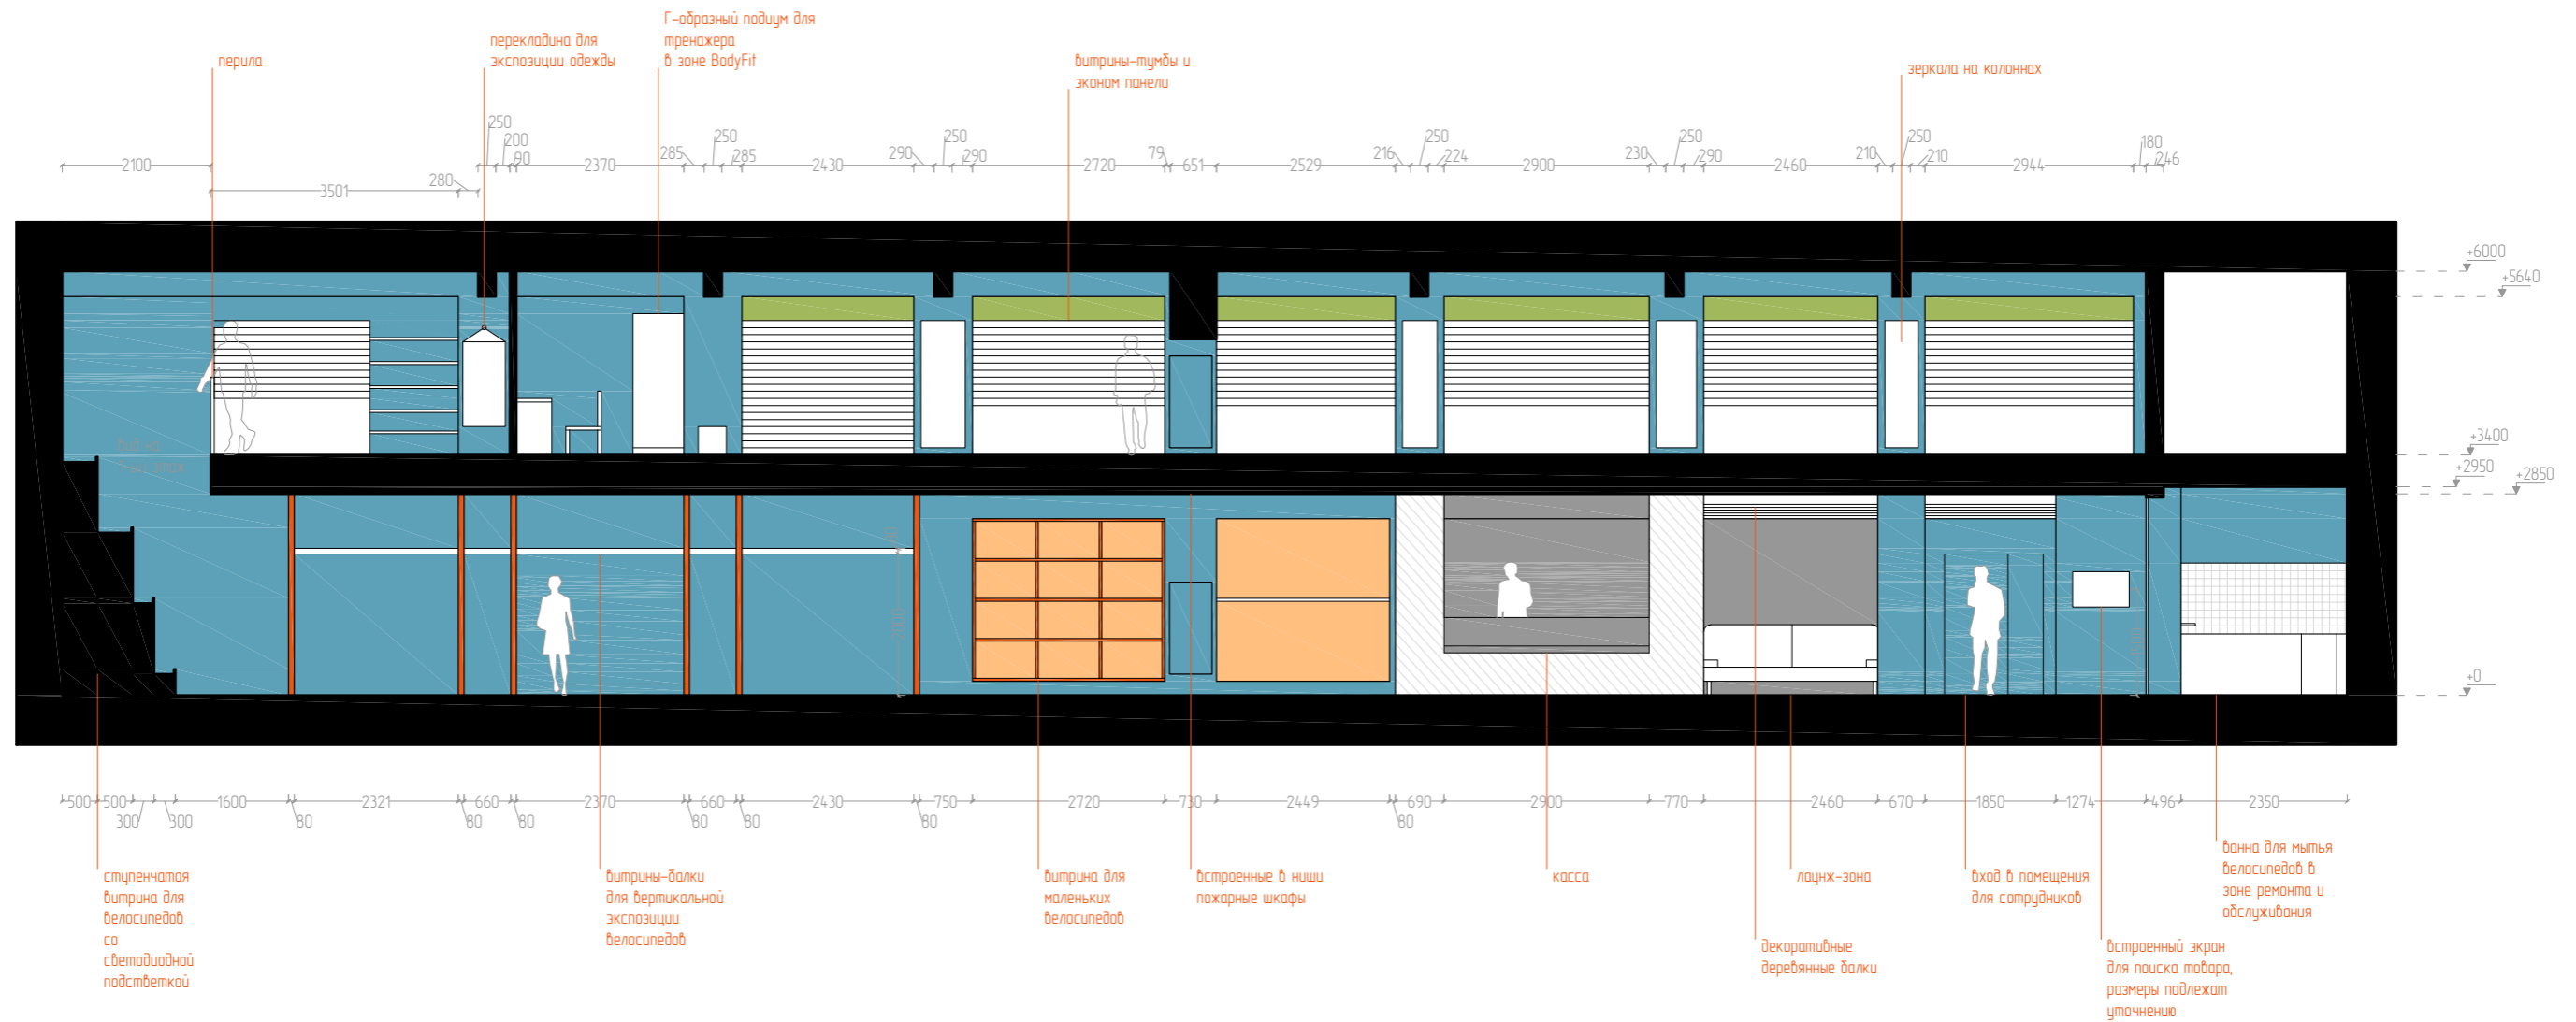 Г-образный подиум для
тренажера
в зоне BodyFit
перекладина для
экспозиции одежды
перила
витрины-тумбы и
эконом панели
зеркала на колоннах
250
200
90
250
285
285
250
290
290
79
250
216
224
250
230
290
250
210
210
180
246
2100
2370
2430
2720
651
2529
2900
2460
2944
3501
280
+6000
+5640
+3400
+2950
+2850
+0
500
500
1600
2321
660
2370
660
2430
750
2720
730
2449
690
2900
770
2460
670
1850
1274
496
2350
300
300
80
80
80
80
80
80
80
ступенчатая
витрина для
велосипедов
со
светодиодной
подстветкой
витрины-балки
для вертикальной
экспозиции
велосипедов
витрина для
маленьких
велосипедов
встроенные в ниши
пожарные шкафы
касса
лаунж-зона
декоративные
деревянные балки
вход в помещения
для сотрудников
встроенный экран
для поиска товара,
размеры подлежат
уточнению
ванна для мытья
велосипедов в
зоне ремонта и
обслуживания